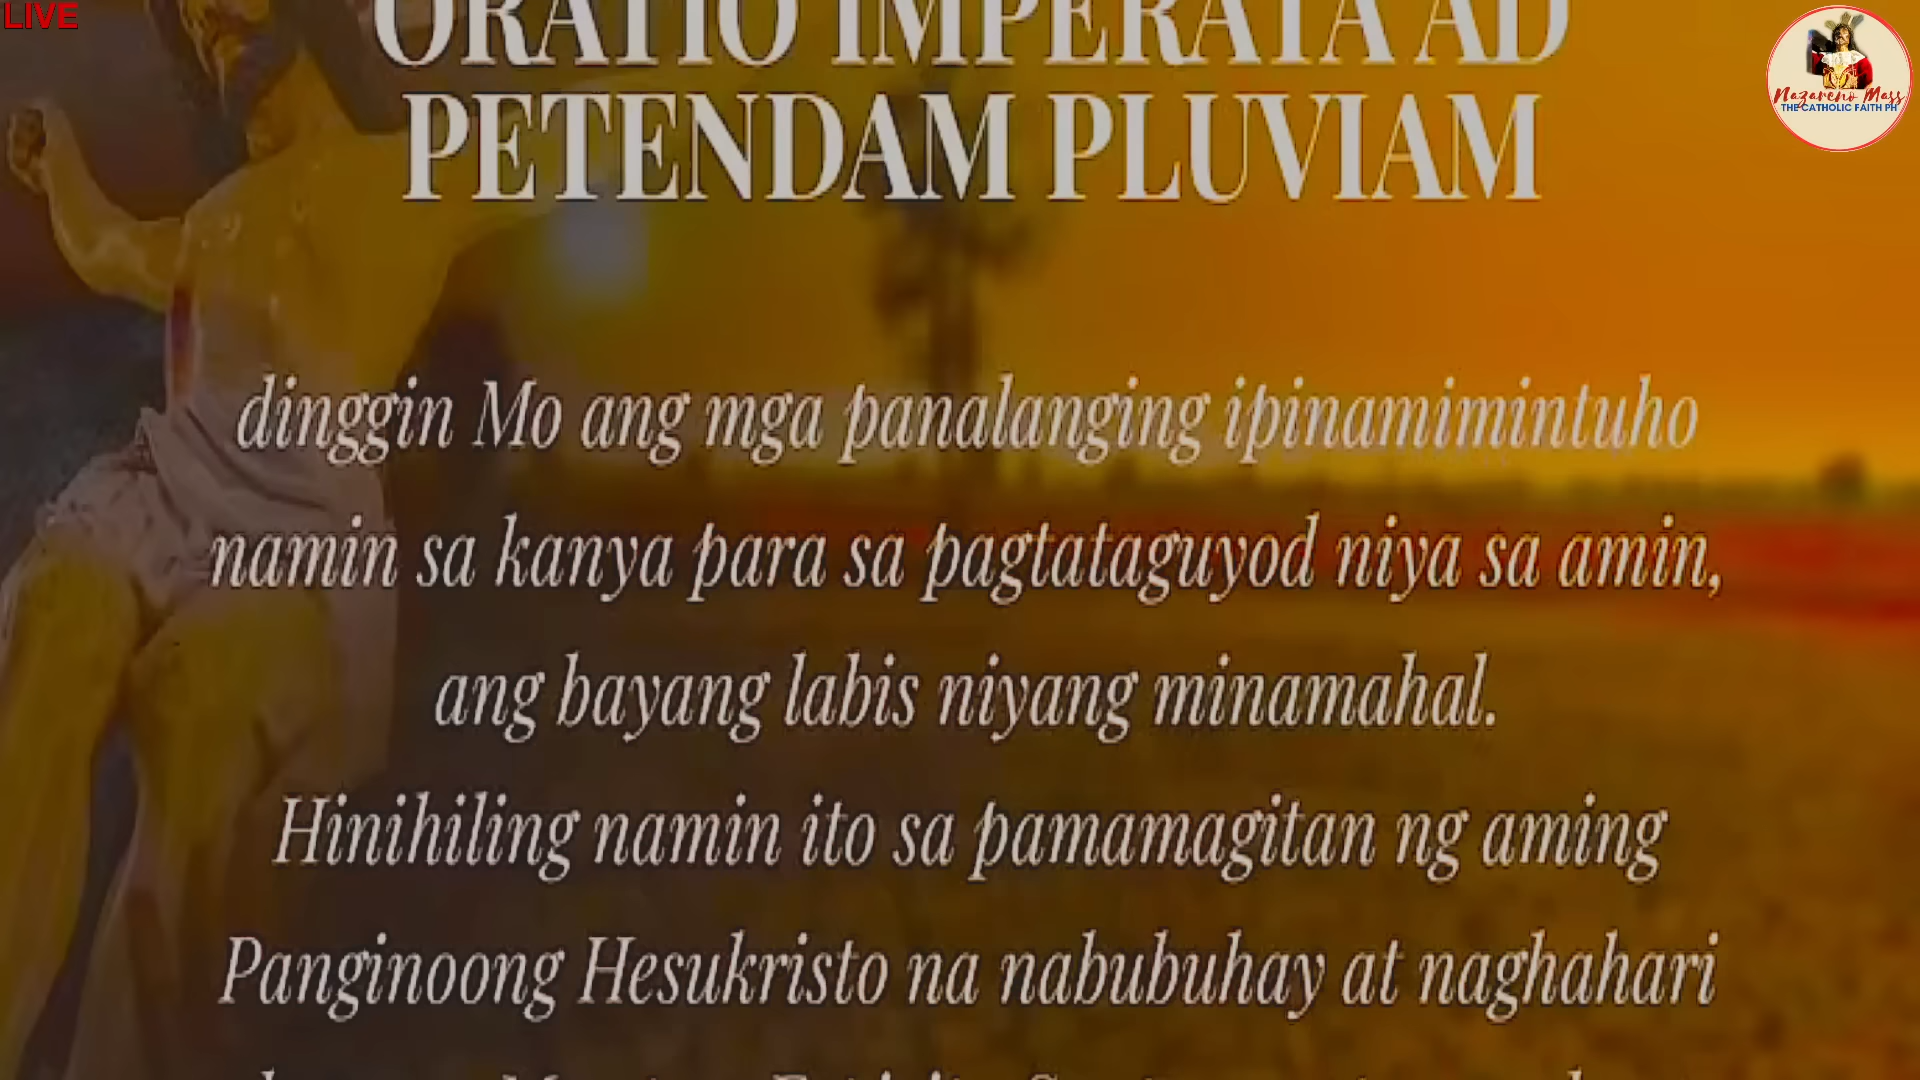 LIVE
ORATIO IMPERATA AD
PETENDAM PLUVIAM
Nazareno Mass
THE CATHOLIC FAITH PH
dinggin Mo ang mga panalanging ipinamimintuho
namin sa kanya para sa pagtataguyod niya sa amin,
ang bayang labis niyang minamahal.
Hinihiling namin ito sa pamamagitan ng aming
Panginoong Hesukristo na nabubuhay at naghahari